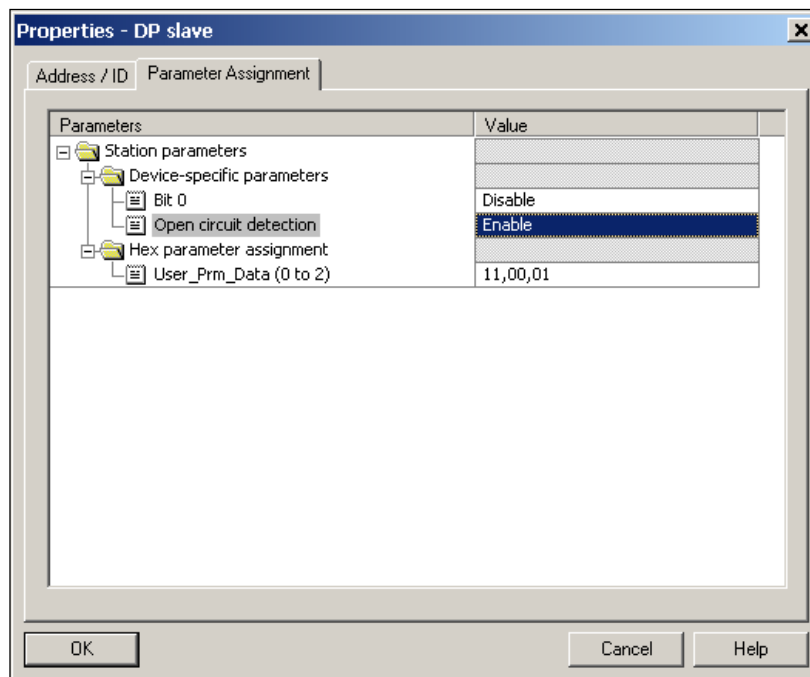 Properties - DP slave
Address / ID Parameter Assignment
Parameters Value
Station parameters
Device-specific parameters
Bit 0 Disable
Open circuit detection Enable
Hex parameter assignment
User_Prm_Data (0 to 2) 11,00,01
OK Cancel Help